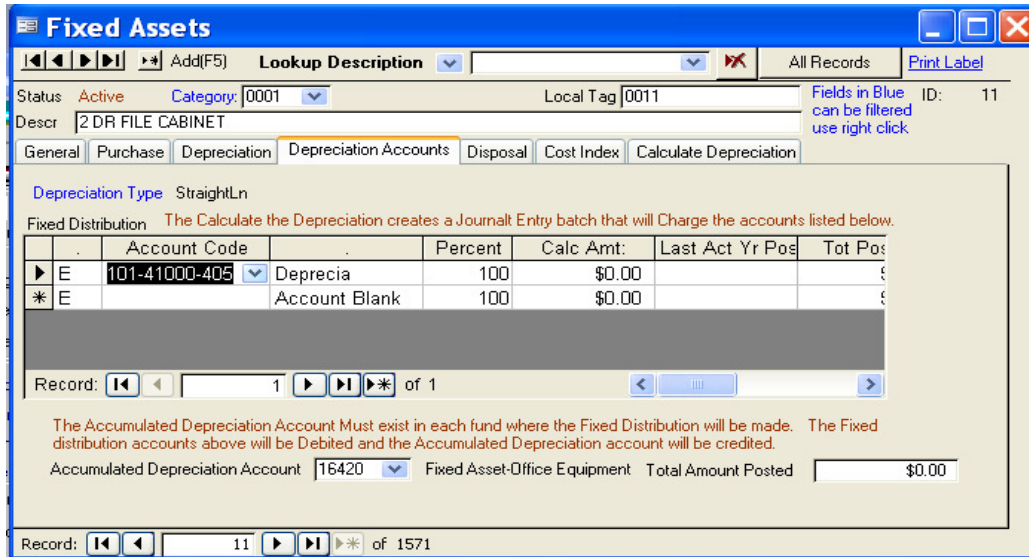 Fixed Assets
Add(F5) Lookup Description All Records Print Label
Status Active Category: 0001 Local Tag 0011 Fields in Blue can be filtered use right click ID: 11
Descr 2 DR FILE CABINET
General Purchase Depreciation Depreciation Accounts Disposal Cost Index Calculate Depreciation
Depreciation Type StraightLn
Fixed Distribution The Calculate the Depreciation creates a Journalt Entry batch that will Charge the accounts listed below.
. Account Code . Percent Calc Amt: Last Act Yr Pos Tot Pos
E 101-41000-405 Deprecia 100 $0.00
E Account Blank 100 $0.00
Record: 1 of 1
The Accumulated Depreciation Account Must exist in each fund where the Fixed Distribution will be made. The Fixed
distribution accounts above will be Debited and the Accumulated Depreciation account will be credited.
Accumulated Depreciation Account 16420 Fixed Asset-Office Equipment Total Amount Posted $0.00
Record: 11 of 1571